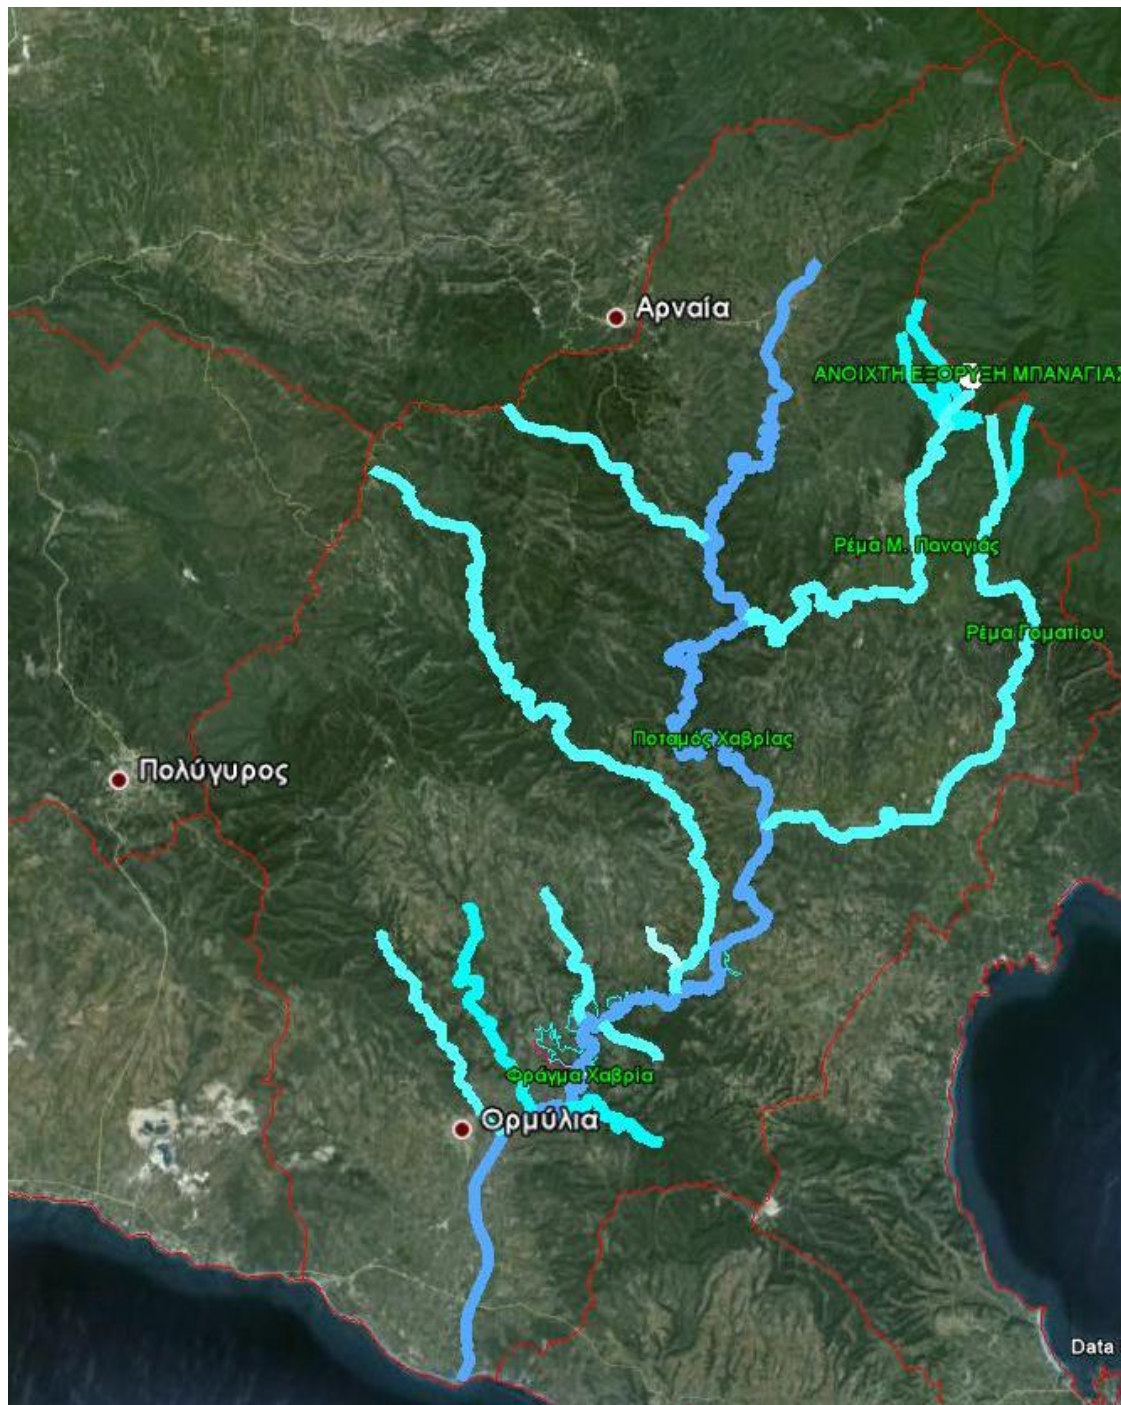 Αρναία
ΑΝΟΙΧΤΗ ΕΞΟΡΥΞΗ ΜΠΑΝΑΓΙΑΣ
Ρέμα Μ. Παναγιάς
Ρέμα Γοματίου
Ποταμός Χαβρίας
Πολύγυρος
Φράγμα Χαβρία
Ορμύλια
Data